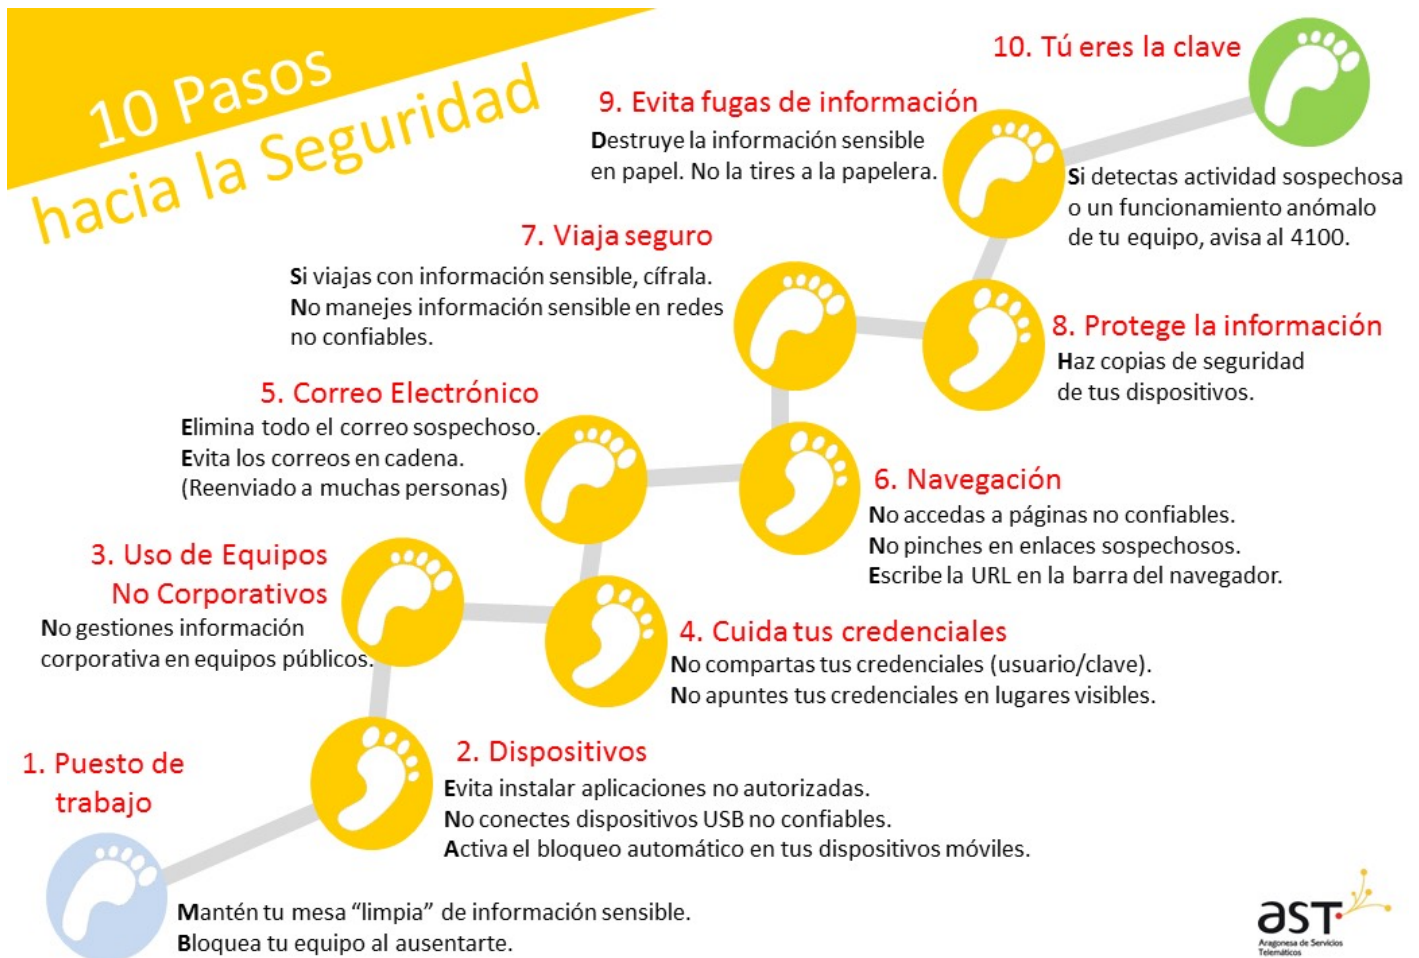 10 Pasos
hacia la Seguridad
10. Tú eres la clave
Si detectas actividad sospechosa
o un funcionamiento anómalo
de tu equipo, avisa al 4100.
9. Evita fugas de información
Destruye la información sensible
en papel. No la tires a la papelera.
8. Protege la información
Haz copias de seguridad
de tus dispositivos.
7. Viaja seguro
Si viajas con información sensible, cífrala.
No manejes información sensible en redes
no confiables.
6. Navegación
No accedas a páginas no confiables.
No pinches en enlaces sospechosos.
Escribe la URL en la barra del navegador.
5. Correo Electrónico
Elimina todo el correo sospechoso.
Evita los correos en cadena.
(Reenviado a muchas personas)
4. Cuida tus credenciales
No compartas tus credenciales (usuario/clave).
No apuntes tus credenciales en lugares visibles.
3. Uso de Equipos
No Corporativos
No gestiones información
corporativa en equipos públicos.
2. Dispositivos
Evita instalar aplicaciones no autorizadas.
No conectes dispositivos USB no confiables.
Activa el bloqueo automático en tus dispositivos móviles.
1. Puesto de
trabajo
Mantén tu mesa “limpia” de información sensible.
Bloquea tu equipo al ausentarte.
aST
Aragonesa de Servicios
Telemáticos